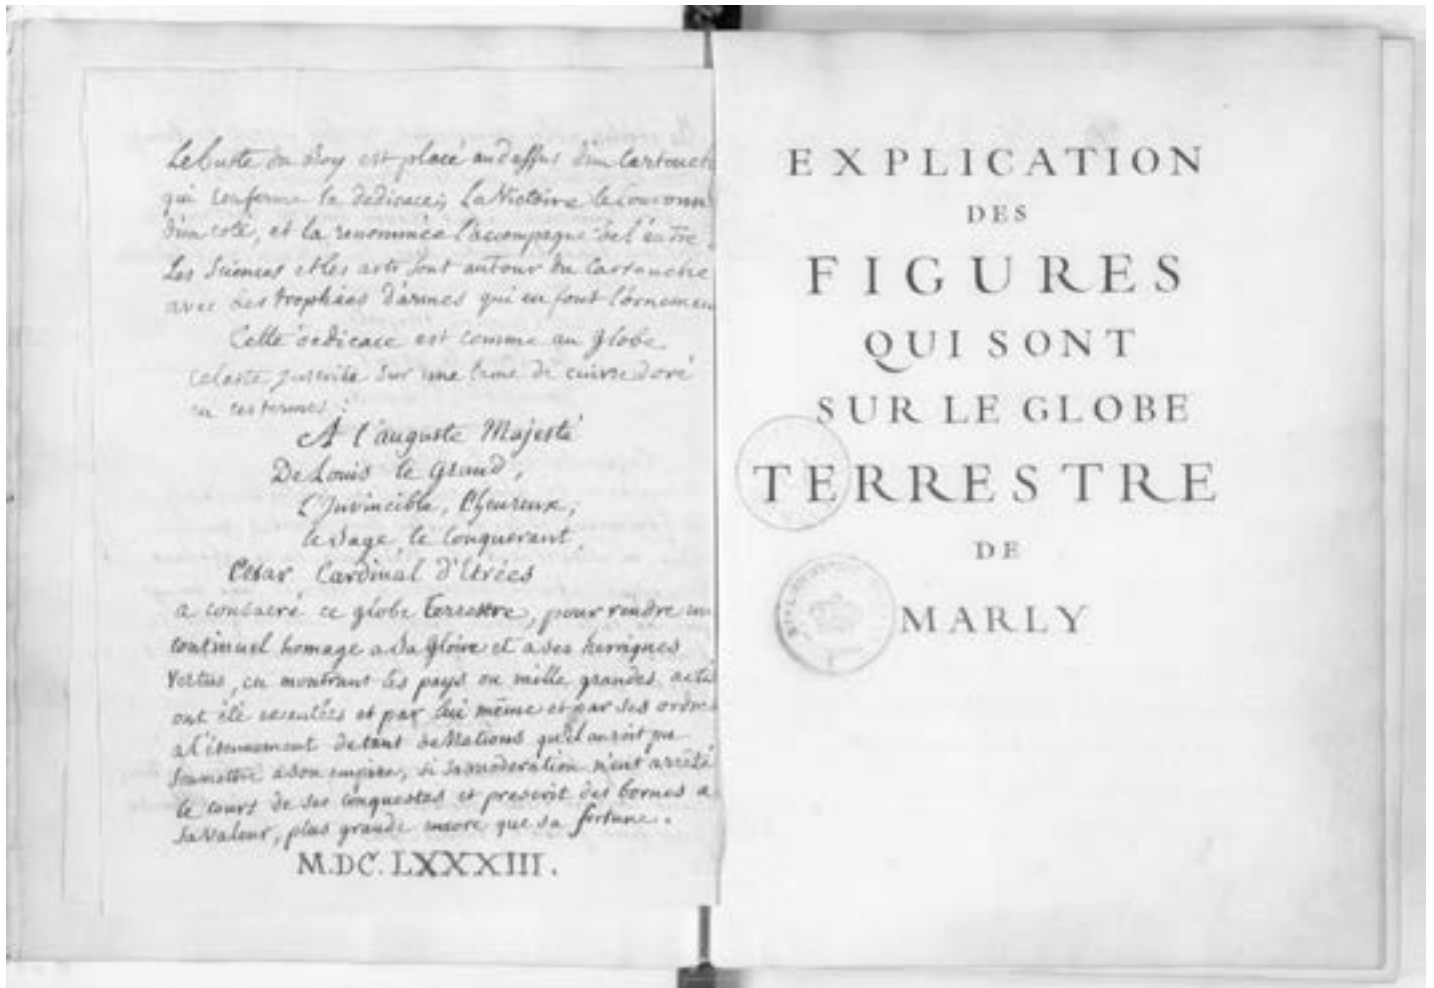 Le buste du Roy est placé au dessus d'un Cartouch
qui renferme la dedicace; La Victoire le Couronn
d'un coté, et la renommée l'accompagne de l'autre.
Les Sciences et les arts sont autour du Cartouche
avec des trophées d'armes qui en font l'ornemen
Cette dedicace est comme au globe
celeste inscrite sur une lame de cuivre doré
en ces termes:
A l'auguste Majesté
De Louis le Grand,
l'Invincible, l'heureux,
le Sage, le Conquerant,
Cesar Cardinal d'Etrées
a consacré ce globe Terrestre, pour rendre un
continuel homage a Sa gloire et a ses heroiques
Vertus, en montrant les pays ou mille grandes acti
ont été executées et par lui même et par ses ordre
a l'étonnement de tant de Nations qu'il auroit pu
soumettre a son empire, si sa moderation n'eut arrêté
le cours de ses conquestes et prescrit des bornes a
sa valeur, plus grande encore que sa fortune.
M.DC.LXXXIII.
EXPLICATION
DES
FIGURES
QUI SONT
SUR LE GLOBE
TERRESTRE
DE
MARLY